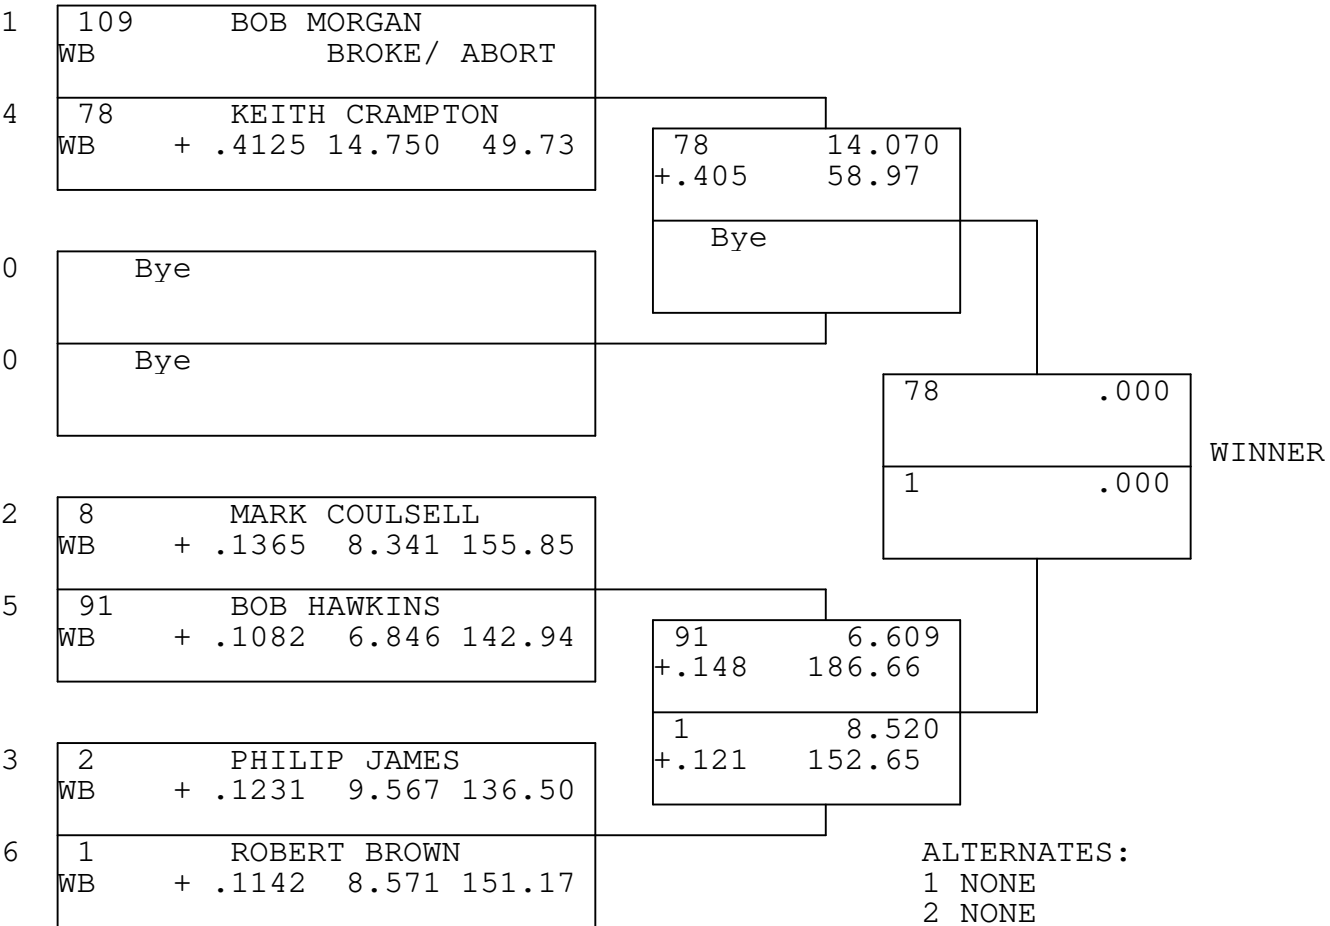 1 109 BOB MORGAN
WB BROKE/ ABORT
4 78 KEITH CRAMPTON
WB + .4125 14.750 49.73
78 14.070
+.405 58.97
Bye
0 Bye
0 Bye
78 .000
WINNER
1 .000
2 8 MARK COULSELL
WB + .1365 8.341 155.85
5 91 BOB HAWKINS
WB + .1082 6.846 142.94
91 6.609
+.148 186.66
1 8.520
+.121 152.65
3 2 PHILIP JAMES
WB + .1231 9.567 136.50
6 1 ROBERT BROWN
WB + .1142 8.571 151.17
ALTERNATES:
1 NONE
2 NONE